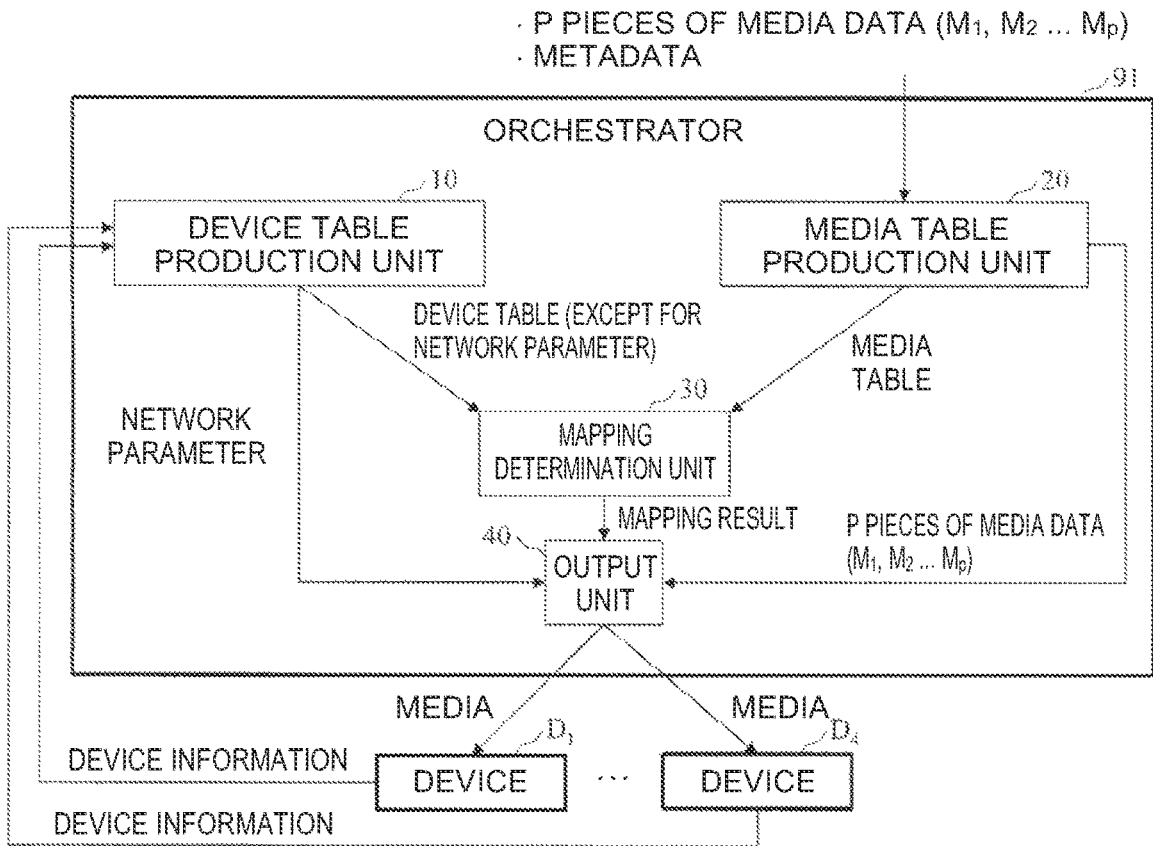 · P PIECES OF MEDIA DATA (M1, M2 ... Mp)
· METADATA
91
ORCHESTRATOR
10
DEVICE TABLE
PRODUCTION UNIT
20
MEDIA TABLE
PRODUCTION UNIT
DEVICE TABLE (EXCEPT FOR
NETWORK PARAMETER)
MEDIA
TABLE
NETWORK
PARAMETER
30
MAPPING
DETERMINATION UNIT
MAPPING RESULT
P PIECES OF MEDIA DATA
(M1, M2 ... Mp)
40
OUTPUT
UNIT
MEDIA
MEDIA
DEVICE INFORMATION
D1
DEVICE
...
D4
DEVICE
DEVICE INFORMATION